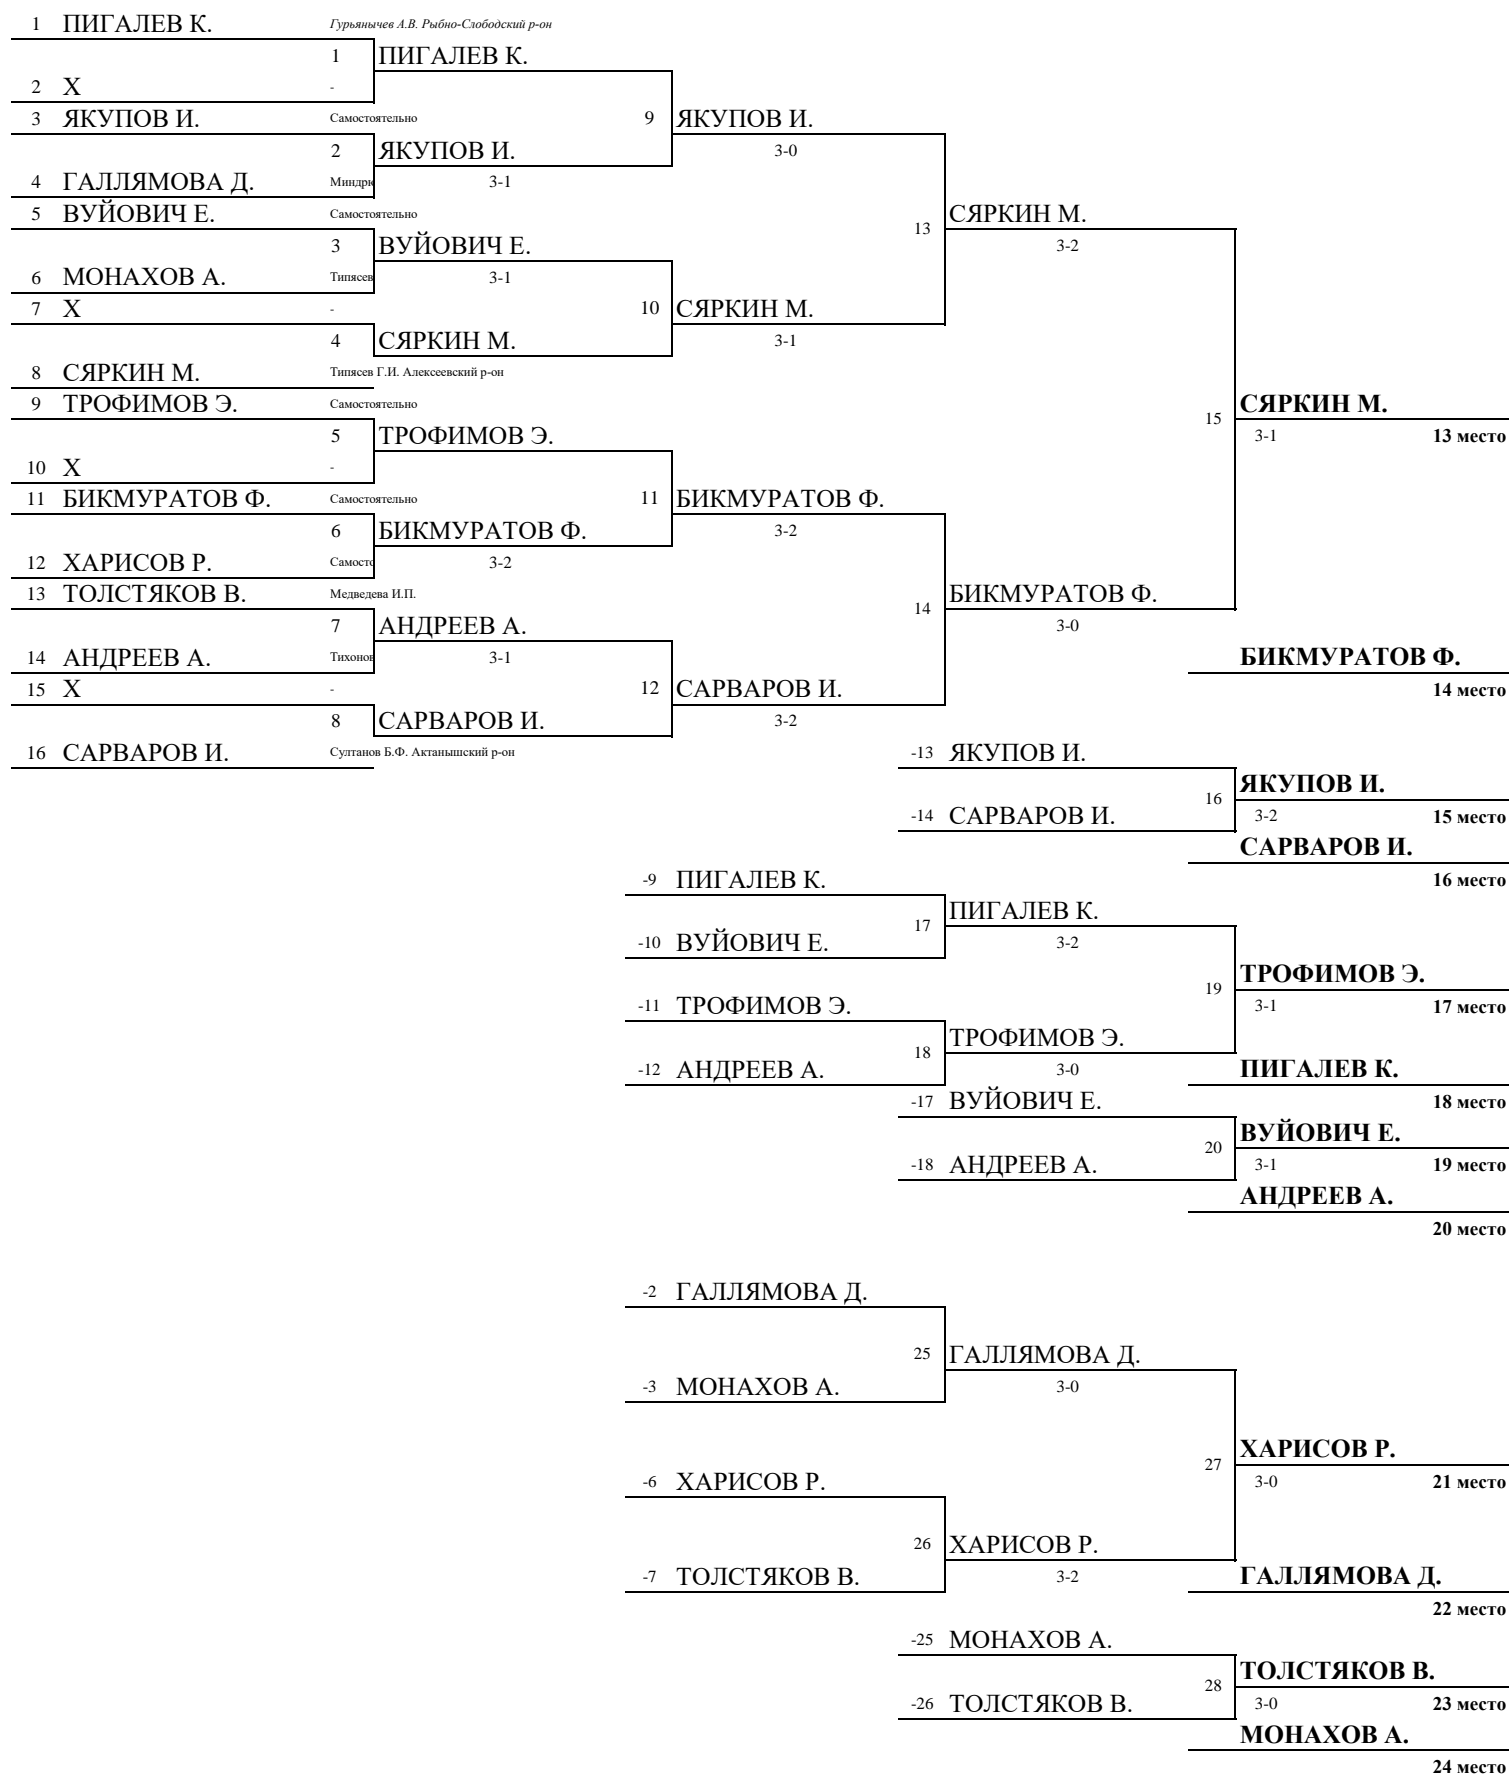 1 ПИГАЛЕВ К. Гурьянычев А.В. Рыбно-Слободский р-он
1 ПИГАЛЕВ К.
2 Х -
3 ЯКУПОВ И. Самостоятельно 9 ЯКУПОВ И.
2 ЯКУПОВ И. 3-0
4 ГАЛЛЯМОВА Д. 3-1
5 ВУЙОВИЧ Е. Самостоятельно СЯРКИН М.
13
3 ВУЙОВИЧ Е. 3-2
6 МОНАХОВ А. Типясев 3-1
7 Х - 10 СЯРКИН М.
4 СЯРКИН М. 3-1
8 СЯРКИН М. Типясев Г.И. Алексеевский р-он
9 ТРОФИМОВ Э. Самостоятельно СЯРКИН М.
15
5 ТРОФИМОВ Э. 3-1 13 место
10 Х -
11 БИКМУРАТОВ Ф. Самостоятельно 11 БИКМУРАТОВ Ф.
6 БИКМУРАТОВ Ф. 3-2
12 ХАРИСОВ Р. 3-2
13 ТОЛСТЯКОВ В. Медведева И.П. БИКМУРАТОВ Ф.
14
7 АНДРЕЕВ А. 3-0
14 АНДРЕЕВ А. Тихонов 3-1 БИКМУРАТОВ Ф.
15 Х - 12 САРВАРОВ И. 14 место
8 САРВАРОВ И. 3-2
16 САРВАРОВ И. Султанов Б.Ф. Актанышский р-он -13 ЯКУПОВ И.
ЯКУПОВ И.
16
-14 САРВАРОВ И. 3-2 15 место
САРВАРОВ И.
-9 ПИГАЛЕВ К. 16 место
ПИГАЛЕВ К.
17
-10 ВУЙОВИЧ Е. 3-2
ТРОФИМОВ Э.
19
-11 ТРОФИМОВ Э. 3-1 17 место
ТРОФИМОВ Э.
18
-12 АНДРЕЕВ А. 3-0 ПИГАЛЕВ К.
-17 ВУЙОВИЧ Е. 18 место
ВУЙОВИЧ Е.
20
-18 АНДРЕЕВ А. 3-1 19 место
АНДРЕЕВ А.
20 место
-2 ГАЛЛЯМОВА Д.
25 ГАЛЛЯМОВА Д.
-3 МОНАХОВ А. 3-0
ХАРИСОВ Р.
27
-6 ХАРИСОВ Р. 3-0 21 место
26 ХАРИСОВ Р.
-7 ТОЛСТЯКОВ В. 3-2 ГАЛЛЯМОВА Д.
22 место
-25 МОНАХОВ А.
ТОЛСТЯКОВ В.
28
-26 ТОЛСТЯКОВ В. 3-0 23 место
МОНАХОВ А.
24 место